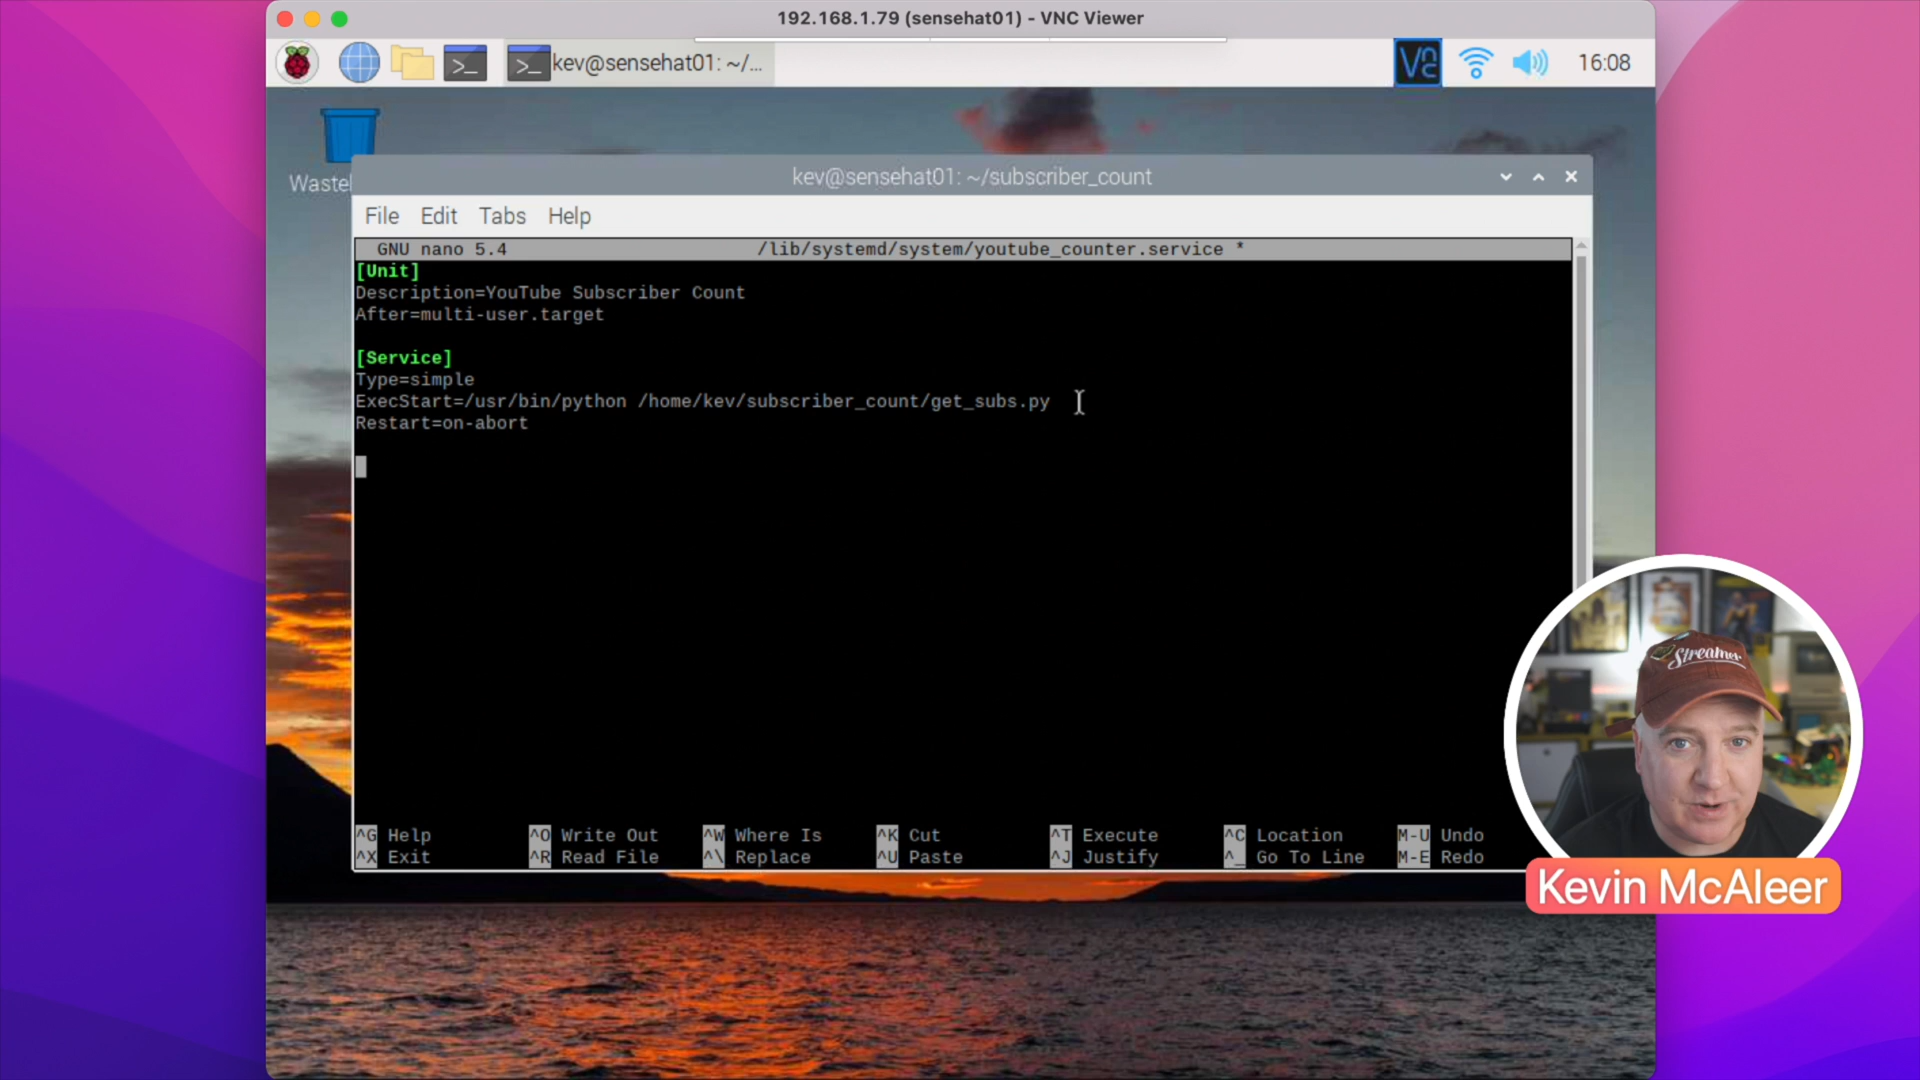 192.168.1.79 (sensehat01) - VNC Viewer
kev@sensehat01: ~/...
16:08
kev@sensehat01: ~/subscriber_count
File Edit Tabs Help
GNU nano 5.4 /lib/systemd/system/youtube_counter.service *
[Unit]
Description=YouTube Subscriber Count
After=multi-user.target
[Service]
Type=simple
ExecStart=/usr/bin/python /home/kev/subscriber_count/get_subs.py
Restart=on-abort
^G Help ^O Write Out ^W Where Is ^K Cut ^T Execute ^C Location M-U Undo
^X Exit ^R Read File ^\ Replace ^U Paste ^J Justify ^_ Go To Line M-E Redo
Streamer
Kevin McAleer